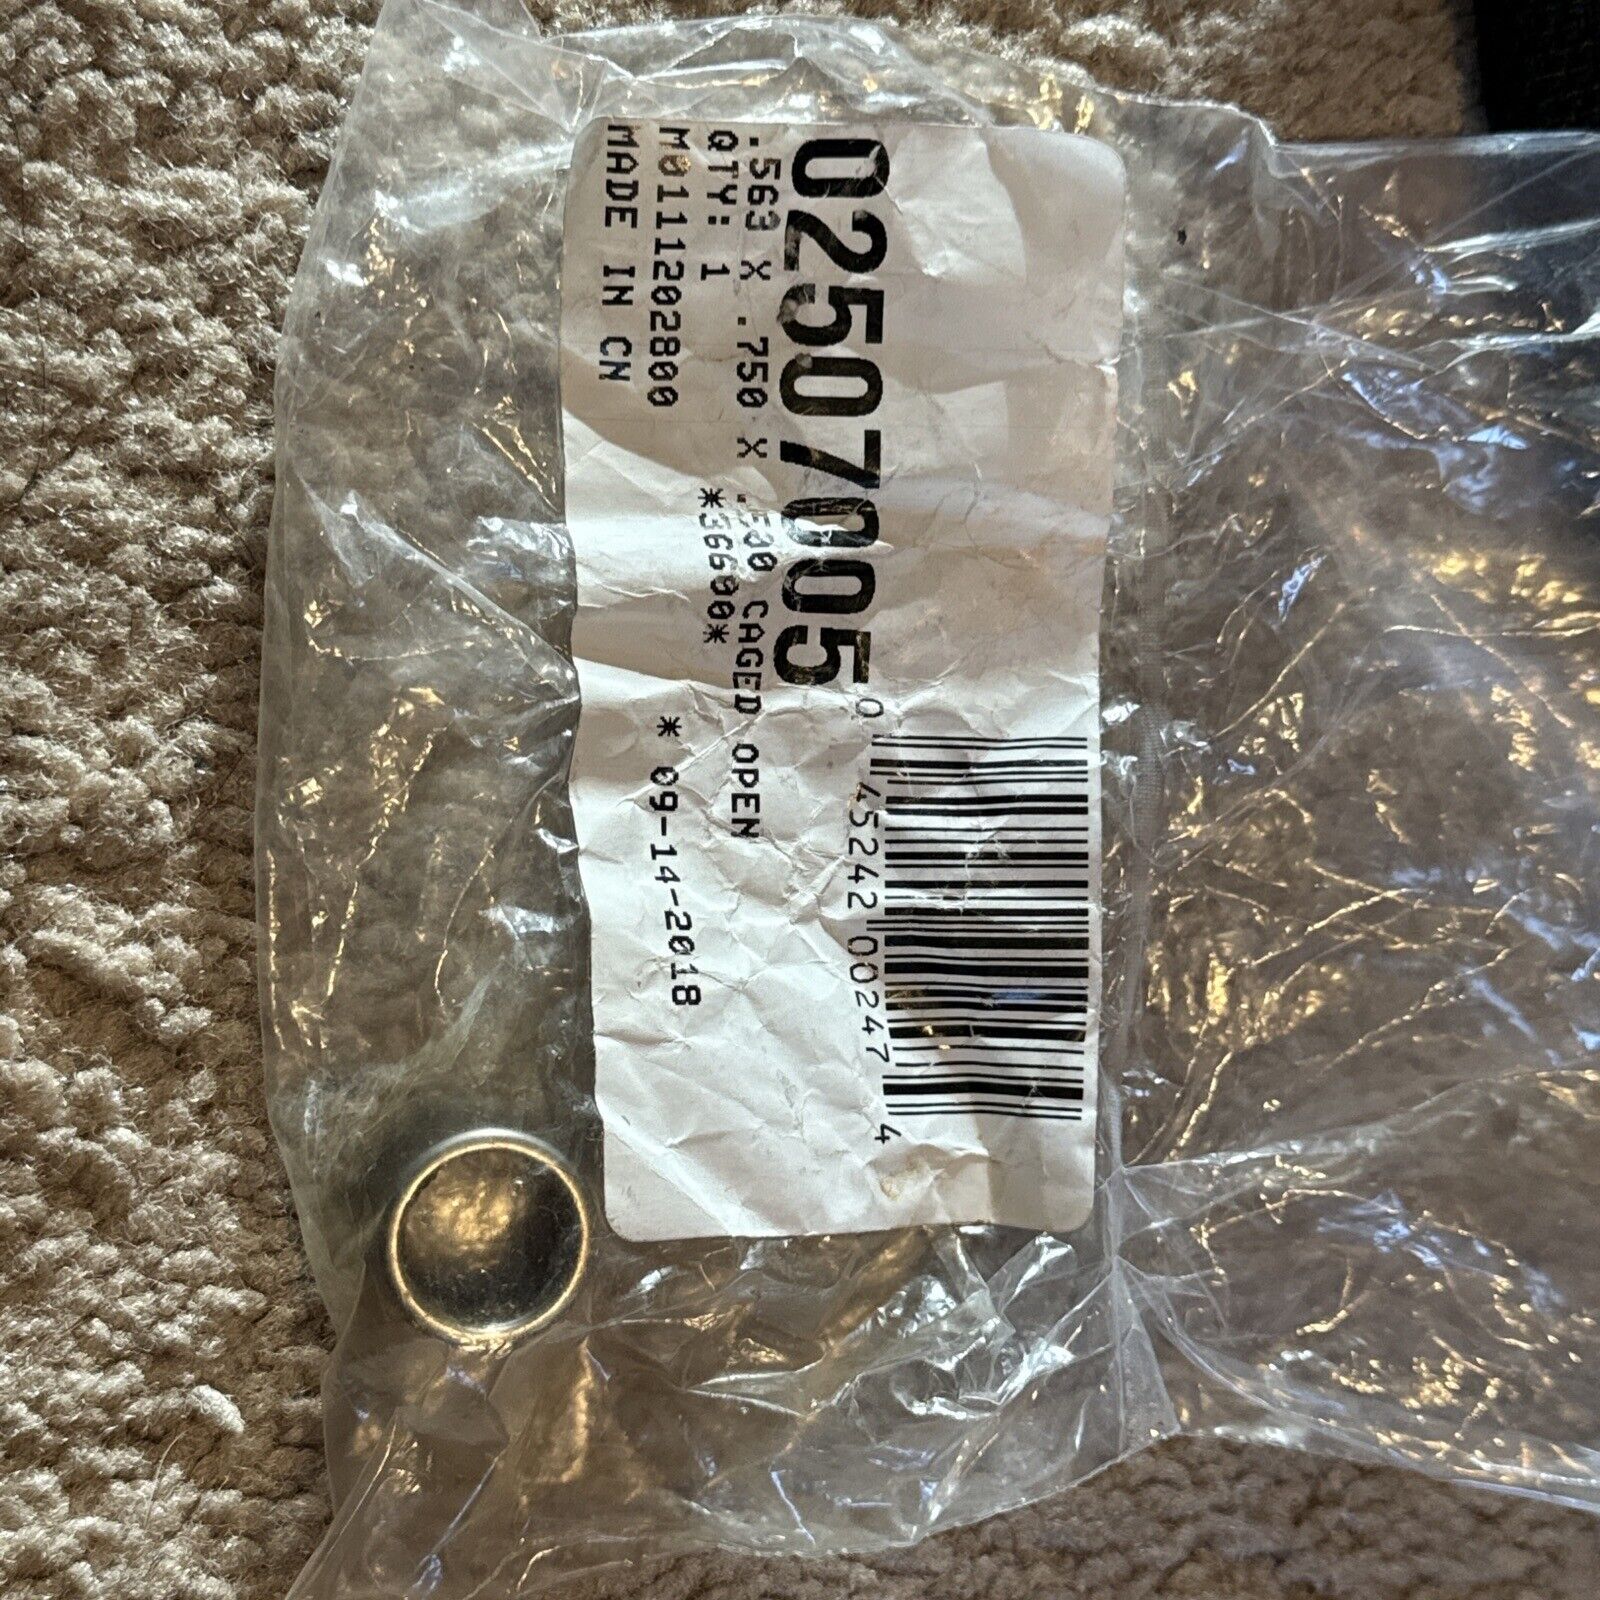 02507005
.563 X .750 X .500 CAGED OPEN
QTY: 1 *36600*
M0111202800 * 09-14-2018
MADE IN CN
0 45242 00247 4